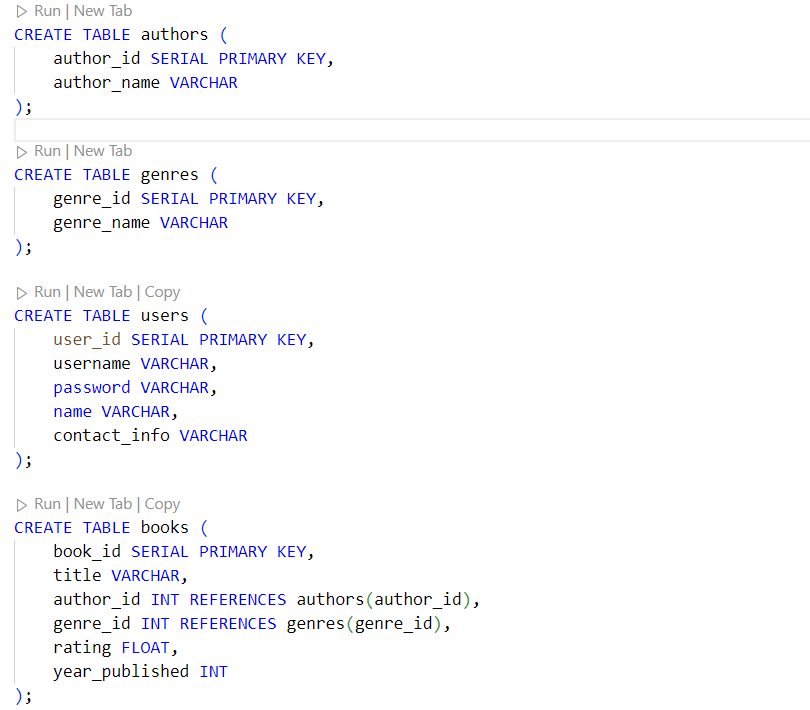 Run | New Tab
CREATE TABLE authors (
    author_id SERIAL PRIMARY KEY,
    author_name VARCHAR
);
Run | New Tab
CREATE TABLE genres (
    genre_id SERIAL PRIMARY KEY,
    genre_name VARCHAR
);
Run | New Tab | Copy
CREATE TABLE users (
    user_id SERIAL PRIMARY KEY,
    username VARCHAR,
    password VARCHAR,
    name VARCHAR,
    contact_info VARCHAR
);
Run | New Tab | Copy
CREATE TABLE books (
    book_id SERIAL PRIMARY KEY,
    title VARCHAR,
    author_id INT REFERENCES authors(author_id),
    genre_id INT REFERENCES genres(genre_id),
    rating FLOAT,
    year_published INT
);